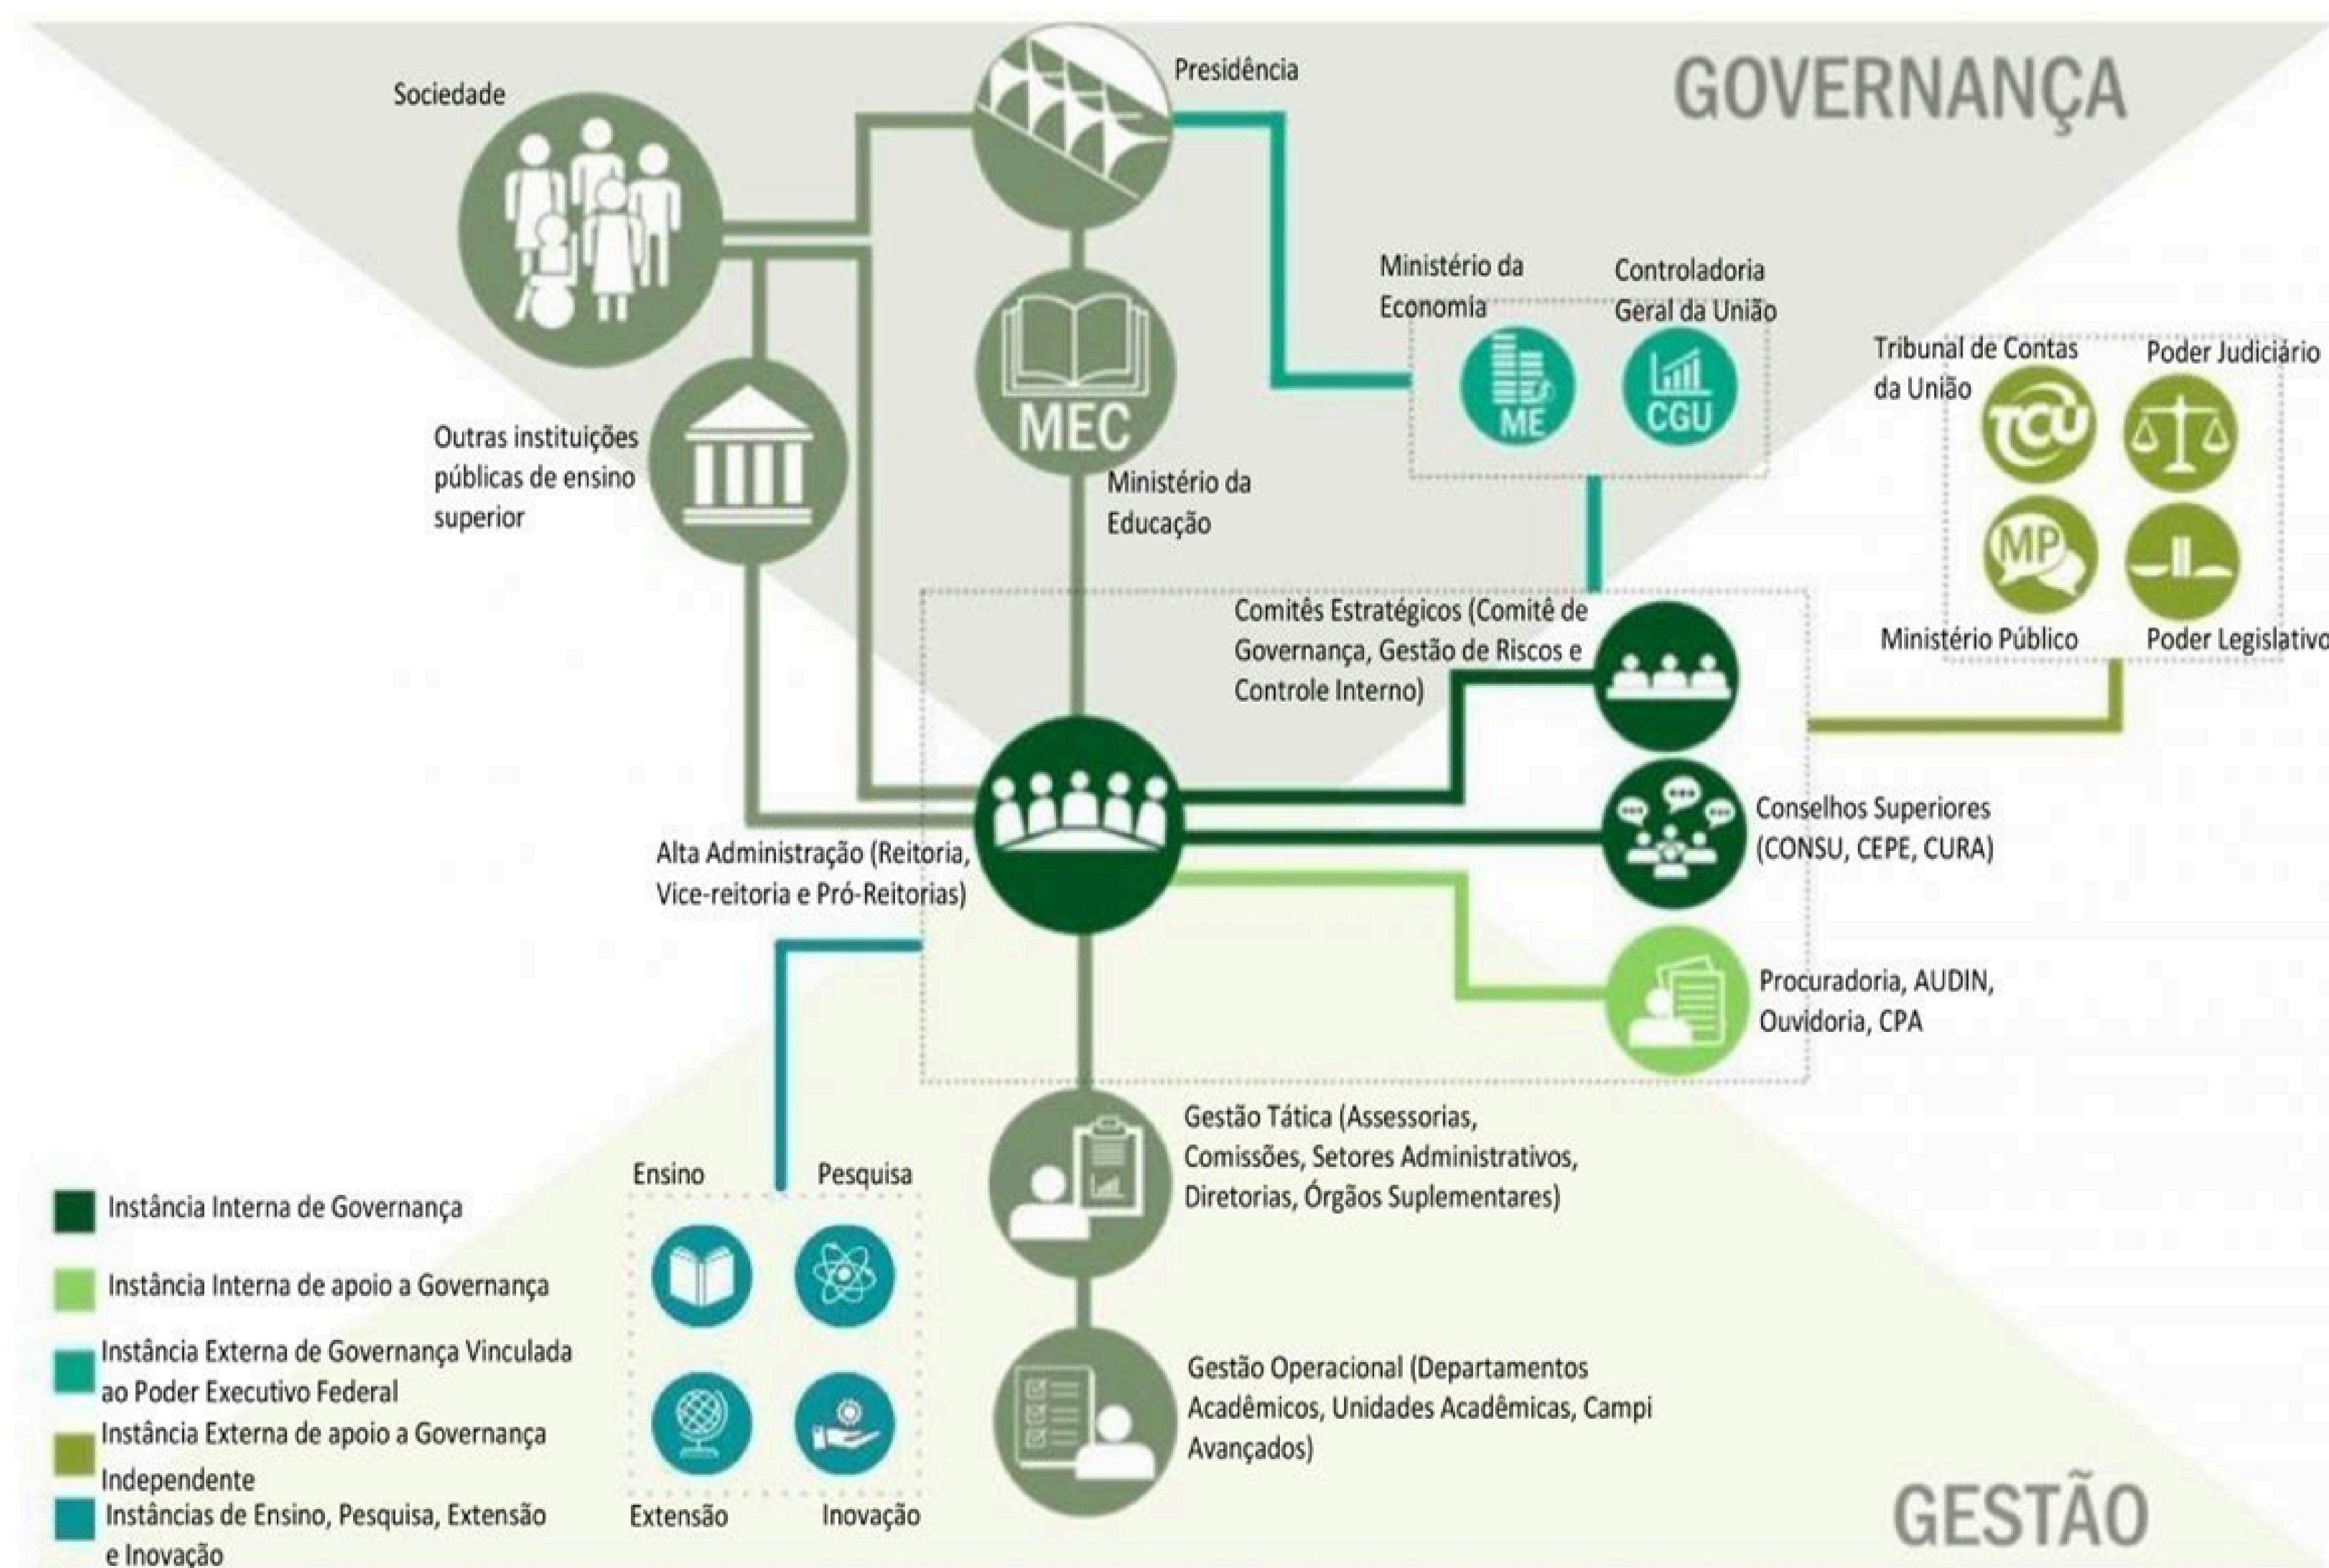 GOVERNANÇA
Presidência
Sociedade
Ministério da
Economia
Controladoria
Geral da União
ME
CGU
Tribunal de Contas
da União
Poder Judiciário
TCU
MP
Ministério Público
Poder Legislativo
MEC
Ministério da
Educação
Outras instituições
públicas de ensino
superior
Comitês Estratégicos (Comitê de
Governança, Gestão de Riscos e
Controle Interno)
Conselhos Superiores
(CONSU, CEPE, CURA)
Alta Administração (Reitoria,
Vice-reitoria e Pró-Reitorias)
Procuradoria, AUDIN,
Ouvidoria, CPA
Gestão Tática (Assessorias,
Comissões, Setores Administrativos,
Diretorias, Órgãos Suplementares)
Ensino
Pesquisa
Extensão
Inovação
Gestão Operacional (Departamentos
Acadêmicos, Unidades Acadêmicas, Campi
Avançados)
Instância Interna de Governança
Instância Interna de apoio a Governança
Instância Externa de Governança Vinculada
ao Poder Executivo Federal
Instância Externa de apoio a Governança
Independente
Instâncias de Ensino, Pesquisa, Extensão
e Inovação
GESTÃO